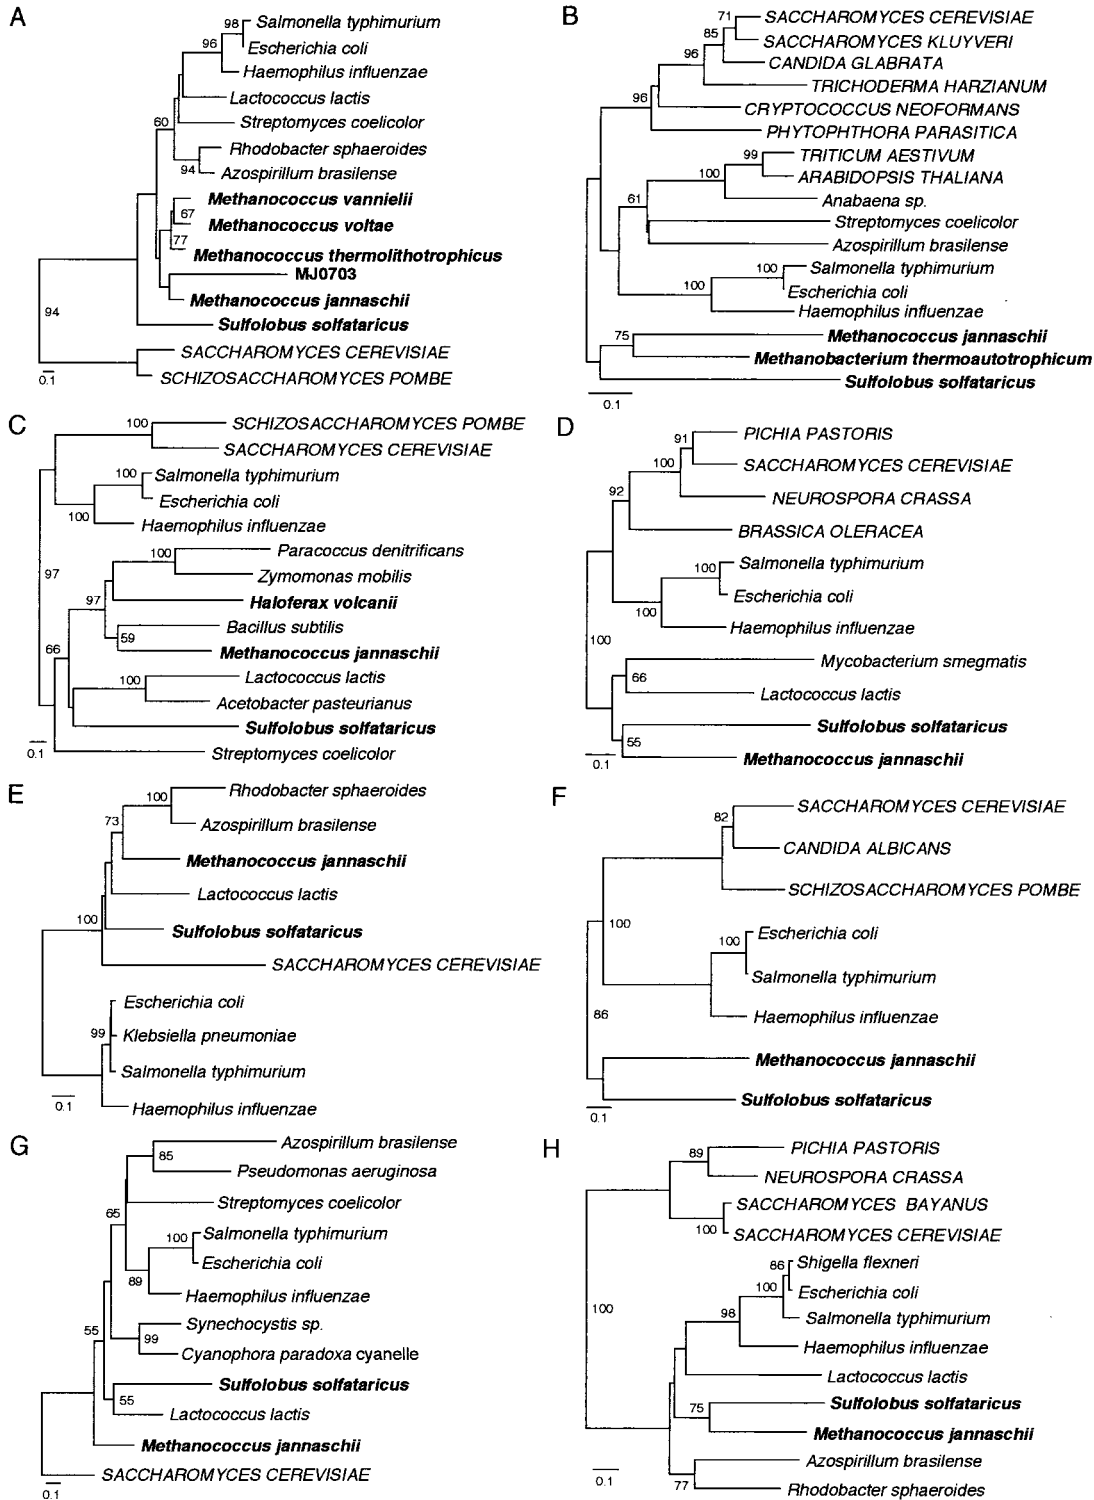 A
98
Salmonella typhimurium
96
Escherichia coli
Haemophilus influenzae
Lactococcus lactis
60
Streptomyces coelicolor
Rhodobacter sphaeroides
94
Azospirillum brasilense
Methanococcus vannielii
67
Methanococcus voltae
77
Methanococcus thermolithotrophicus
MJ0703
Methanococcus jannaschii
94
Sulfolobus solfataricus
SACCHAROMYCES CEREVISIAE
SCHIZOSACCHAROMYCES POMBE
0.1
B
71
SACCHAROMYCES CEREVISIAE
85
SACCHAROMYCES KLUYVERI
96
CANDIDA GLABRATA
TRICHODERMA HARZIANUM
96
CRYPTOCOCCUS NEOFORMANS
PHYTOPHTHORA PARASITICA
99
TRITICUM AESTIVUM
100
ARABIDOPSIS THALIANA
61
Anabaena sp.
Streptomyces coelicolor
Azospirillum brasilense
100
Salmonella typhimurium
100
Escherichia coli
Haemophilus influenzae
75
Methanococcus jannaschii
Methanobacterium thermoautotrophicum
Sulfolobus solfataricus
0.1
C
100
SCHIZOSACCHAROMYCES POMBE
SACCHAROMYCES CEREVISIAE
100
Salmonella typhimurium
Escherichia coli
100
Haemophilus influenzae
100
Paracoccus denitrificans
97
Zymomonas mobilis
97
Haloferax volcanii
Bacillus subtilis
59
66
Methanococcus jannaschii
100
Lactococcus lactis
Acetobacter pasteurianus
Sulfolobus solfataricus
Streptomyces coelicolor
0.1
D
91
PICHIA PASTORIS
100
SACCHAROMYCES CEREVISIAE
92
NEUROSPORA CRASSA
BRASSICA OLERACEA
100
Salmonella typhimurium
Escherichia coli
100
Haemophilus influenzae
100
Mycobacterium smegmatis
66
Lactococcus lactis
Sulfolobus solfataricus
55
Methanococcus jannaschii
0.1
E
100
Rhodobacter sphaeroides
73
Azospirillum brasilense
Methanococcus jannaschii
Lactococcus lactis
100
Sulfolobus solfataricus
SACCHAROMYCES CEREVISIAE
Escherichia coli
99
Klebsiella pneumoniae
Salmonella typhimurium
Haemophilus influenzae
0.1
F
82
SACCHAROMYCES CEREVISIAE
CANDIDA ALBICANS
SCHIZOSACCHAROMYCES POMBE
100
100
Escherichia coli
Salmonella typhimurium
86
Haemophilus influenzae
Methanococcus jannaschii
Sulfolobus solfataricus
0.1
G
Azospirillum brasilense
85
Pseudomonas aeruginosa
65
Streptomyces coelicolor
100
Salmonella typhimurium
Escherichia coli
89
Haemophilus influenzae
Synechocystis sp.
55
99
Cyanophora paradoxa cyanelle
Sulfolobus solfataricus
55
Lactococcus lactis
Methanococcus jannaschii
SACCHAROMYCES CEREVISIAE
0.1
H
89
PICHIA PASTORIS
NEUROSPORA CRASSA
SACCHAROMYCES BAYANUS
100
SACCHAROMYCES CEREVISIAE
86
Shigella flexneri
100
Escherichia coli
100
98
Salmonella typhimurium
Haemophilus influenzae
Lactococcus lactis
75
Sulfolobus solfataricus
Methanococcus jannaschii
Azospirillum brasilense
77
Rhodobacter sphaeroides
0.1